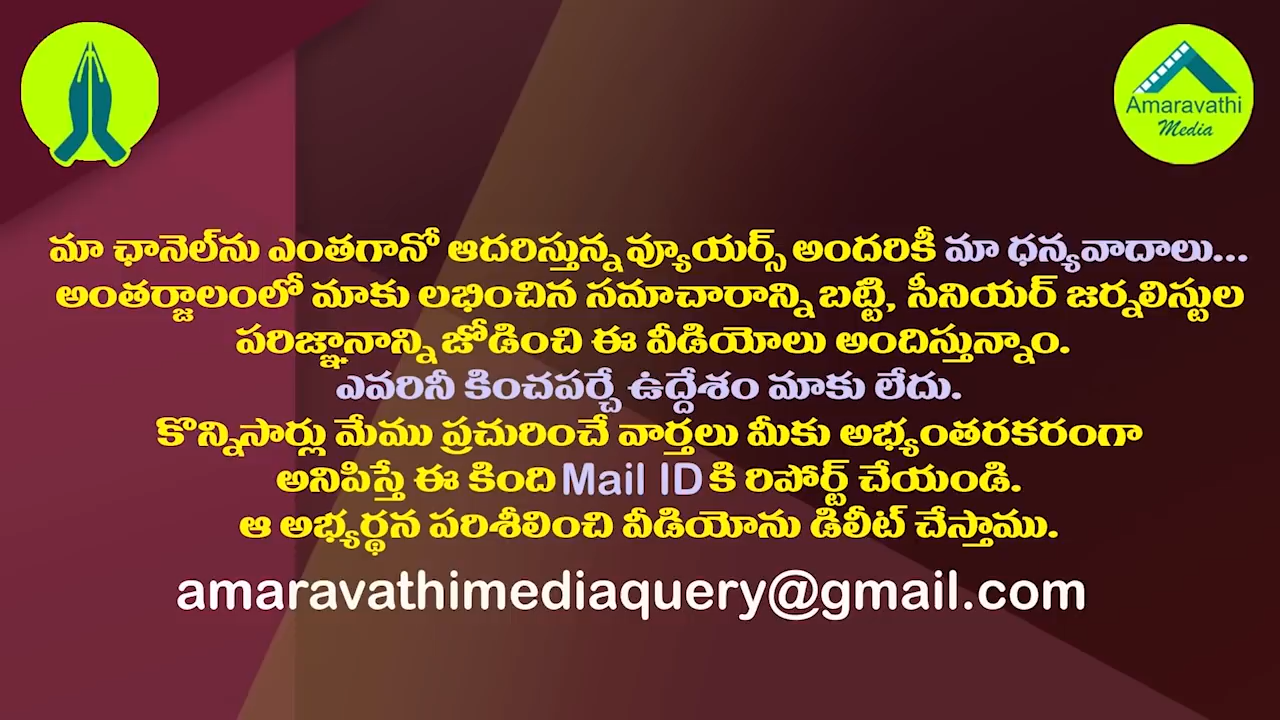 Amaravathi
Media
మా ఛానెల్‌ను ఎంతగానో ఆదరిస్తున్న వ్యూయర్స్ అందరికీ మా ధన్యవాదాలు...
అంతర్జాలంలో మాకు లభించిన సమాచారాన్ని బట్టి, సీనియర్ జర్నలిస్టుల
పరిజ్ఞానాన్ని జోడించి ఈ వీడియోలు అందిస్తున్నాం.
ఎవరినీ కించపర్చే ఉద్దేశం మాకు లేదు.
కొన్నిసార్లు మేము ప్రచురించే వార్తలు మీకు అభ్యంతరకరంగా
అనిపిస్తే ఈ కింది Mail ID కి రిపోర్ట్ చేయండి.
ఆ అభ్యర్థన పరిశీలించి వీడియోను డిలీట్ చేస్తాము.
amaravathimediaquery@gmail.com